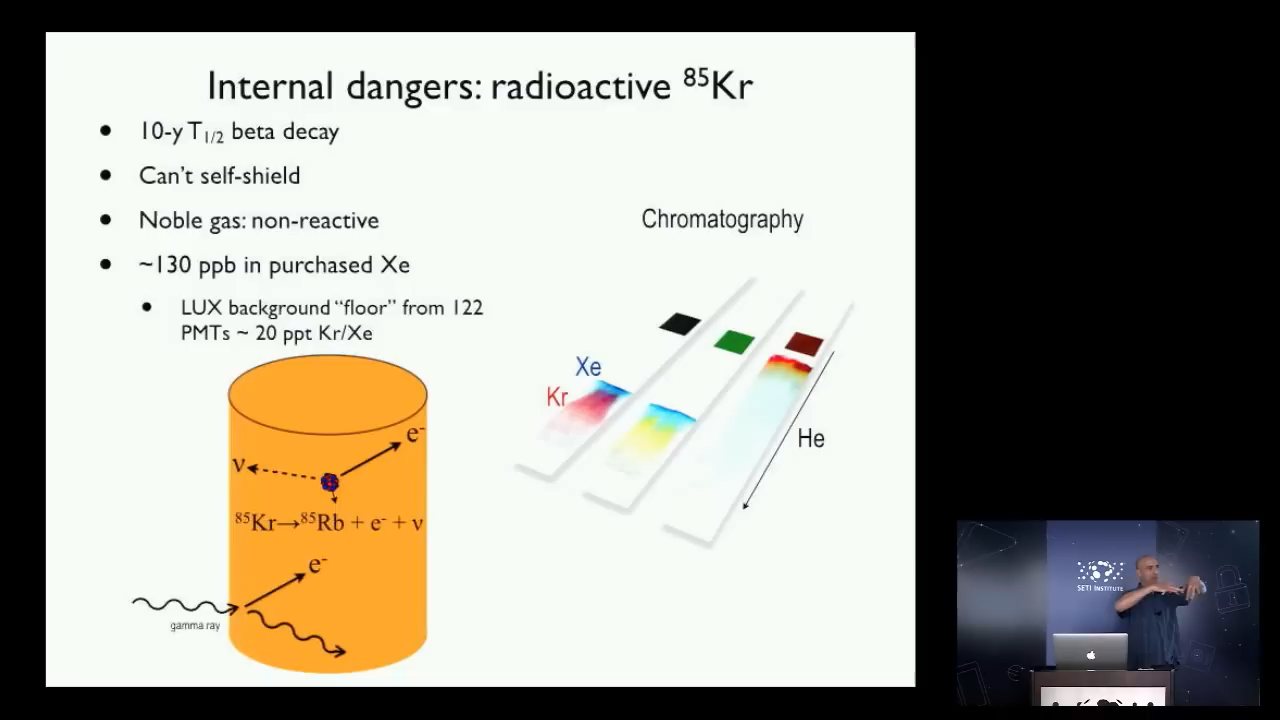 Internal dangers: radioactive ⁸⁵Kr
• 10-y T₁/₂ beta decay
• Can't self-shield
• Noble gas: non-reactive
• ~130 ppb in purchased Xe
• LUX background “floor” from 122
PMTs ~ 20 ppt Kr/Xe
Chromatography
Xe
Kr
He
e⁻
ν
⁸⁵Kr→⁸⁵Rb + e⁻ + ν
e⁻
gamma ray
SETI INSTITUTE